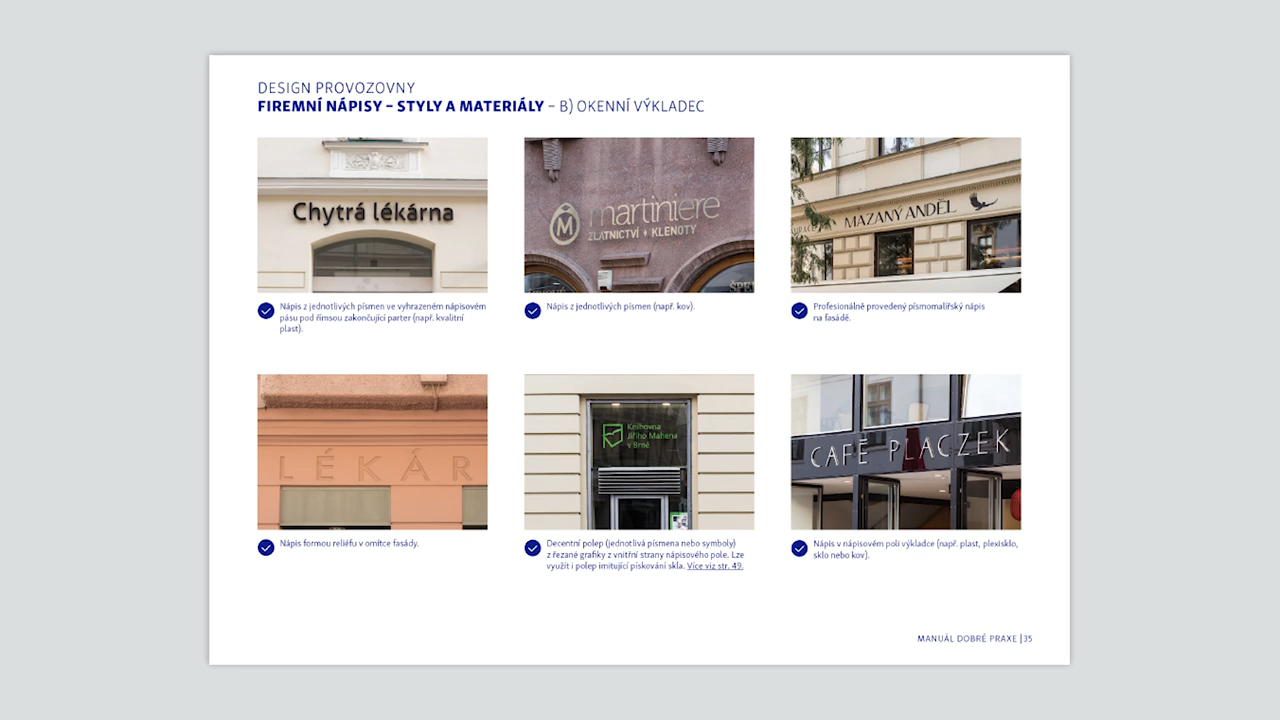 DESIGN PROVOZOVNY
FIREMNÍ NÁPISY – STYLY A MATERIÁLY – B) OKENNÍ VÝKLADEC
Chytrá lékárna
M martiniere
ZLATNICTVÍ KLENOTY
MAZANÝ ANDĚL
Nápis z jednotlivých písmen ve vyhrazeném nápisovém
pásu pod římsou zakončující parter (např. kvalitní
plast).
Nápis z jednotlivých písmen (např. kov).
Profesionálně provedený písmomalířský nápis
na fasádě.
LÉKÁR
Knihovna
Jiřího Mahena
v Brně
CAFÉ PLACZEK
Nápis formou reliéfu v omítce fasády.
Decentní polep (jednotlivá písmena nebo symboly)
z řezané grafiky z vnitřní strany nápisového pole. Lze
využít i polep imitující pískování skla. Více viz str. 49.
Nápis v nápisovém poli výkladce (např. plast, plexisklo,
sklo nebo kov).
MANUÁL DOBRÉ PRAXE | 35